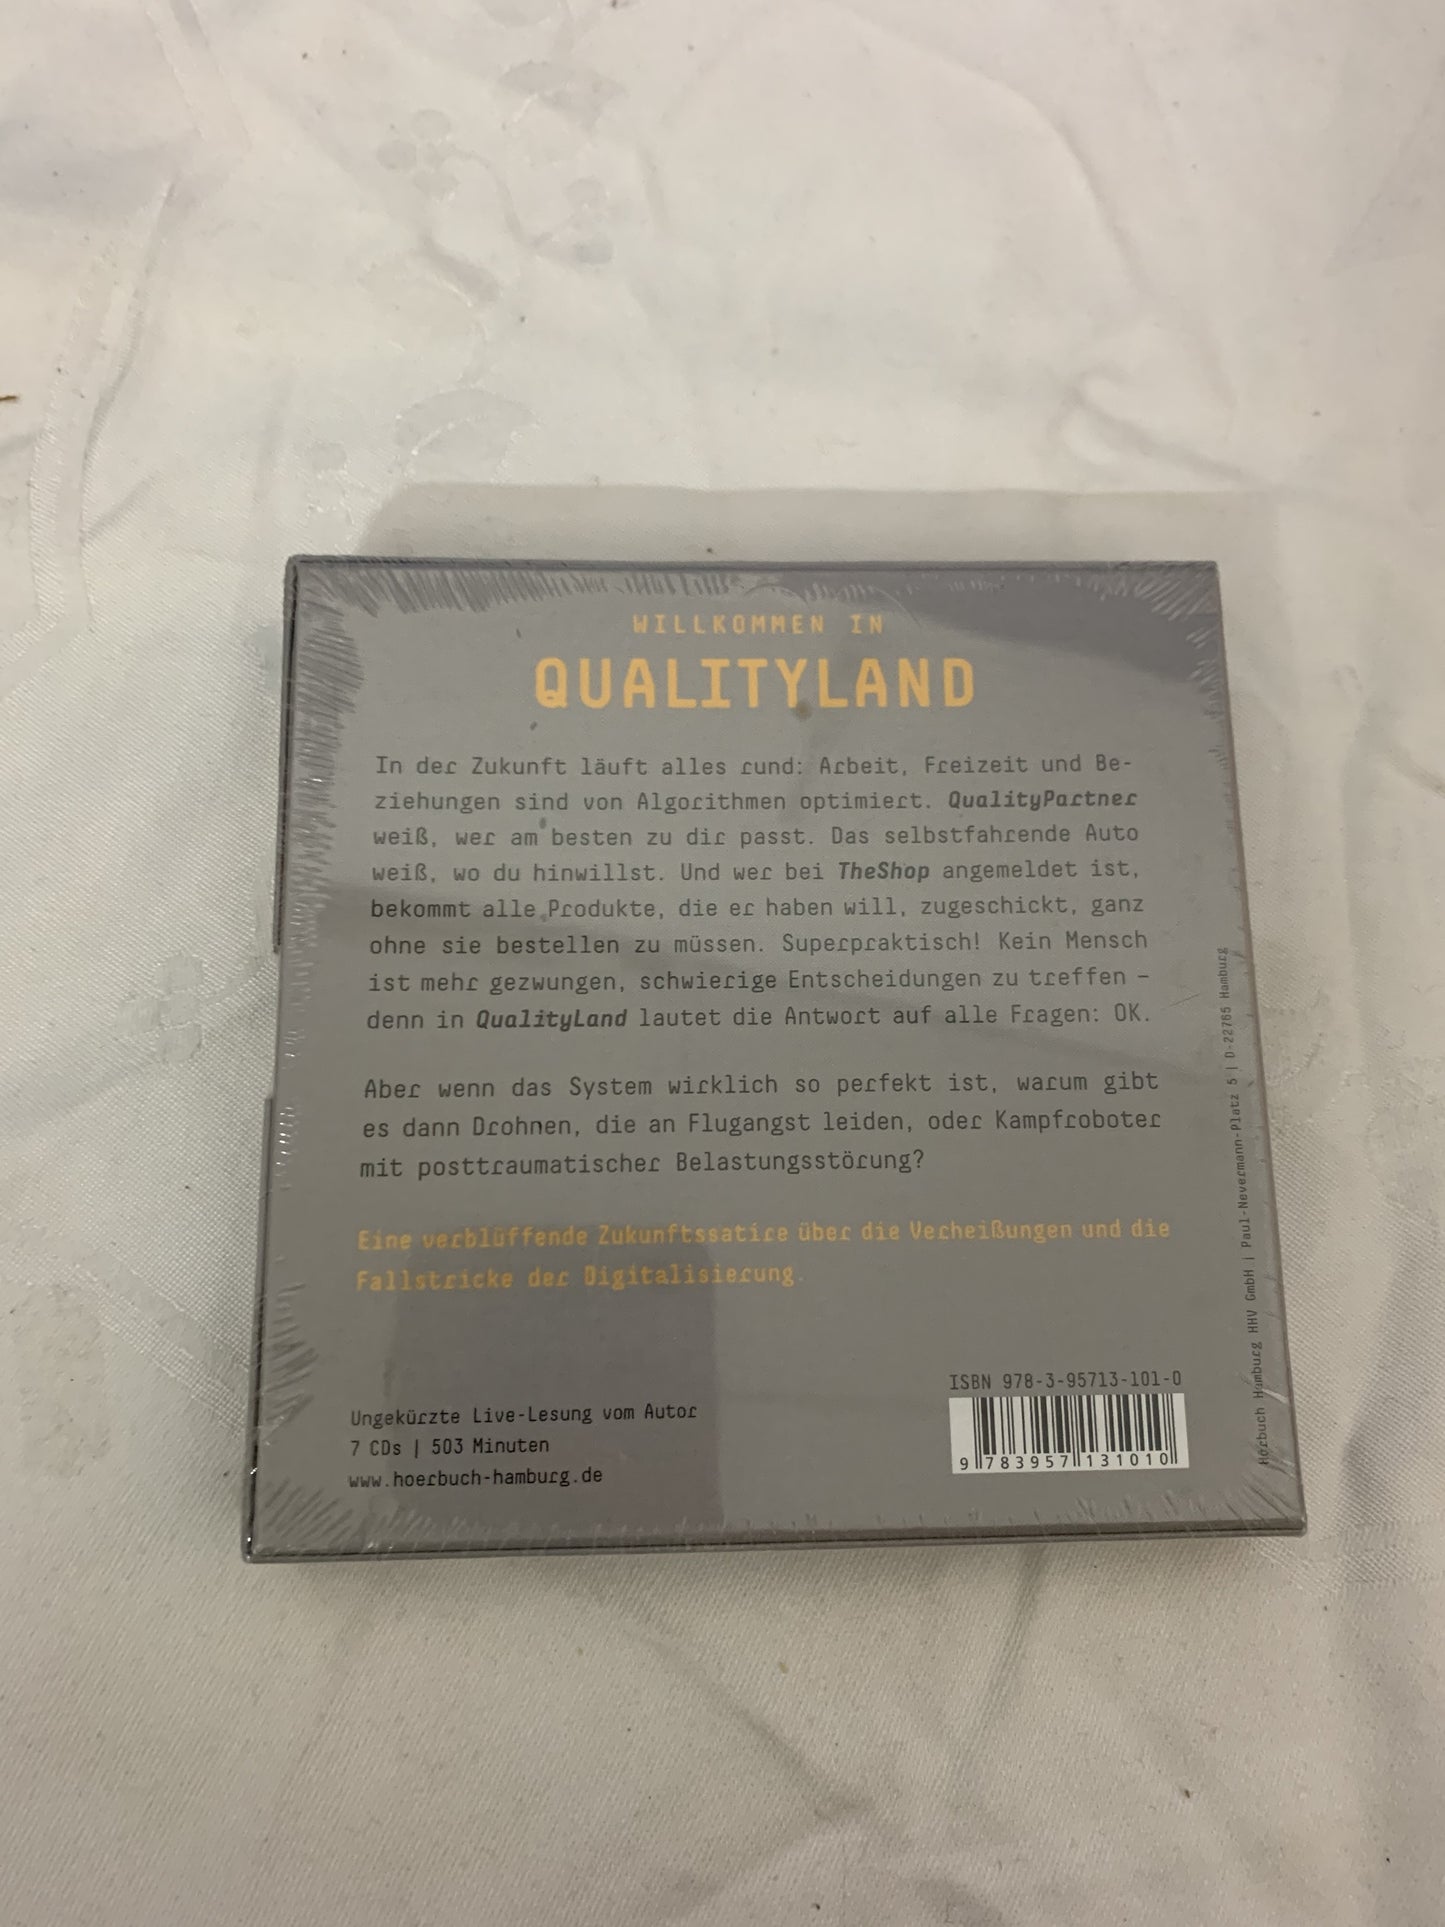 WILLKOMMEN IN
QUALITYLAND
In der Zukunft läuft alles rund: Arbeit, Freizeit und Be-
ziehungen sind von Algorithmen optimiert. QualityPartner
weiß, wer am besten zu dir passt. Das selbstfahrende Auto
weiß, wo du hinwillst. Und wer bei TheShop angemeldet ist,
bekommt alle Produkte, die er haben will, zugeschickt, ganz
ohne sie bestellen zu müssen. Superpraktisch! Kein Mensch
ist mehr gezwungen, schwierige Entscheidungen zu treffen –
denn in QualityLand lautet die Antwort auf alle Fragen: OK.
Aber wenn das System wirklich so perfekt ist, warum gibt
es dann Drohnen, die an Flugangst leiden, oder Kampfroboter
mit posttraumatischer Belastungsstörung?
Eine verblüffende Zukunftssatire über die Verheißungen und die
Fallstricke der Digitalisierung.
Ungekürzte Live-Lesung vom Autor
7 CDs | 503 Minuten
www.hoerbuch-hamburg.de
ISBN 978-3-95713-101-0
9 783957 131010
Hörbuch Hamburg HHV GmbH | Paul-Nevermann-Platz 5 | D-22765 Hamburg